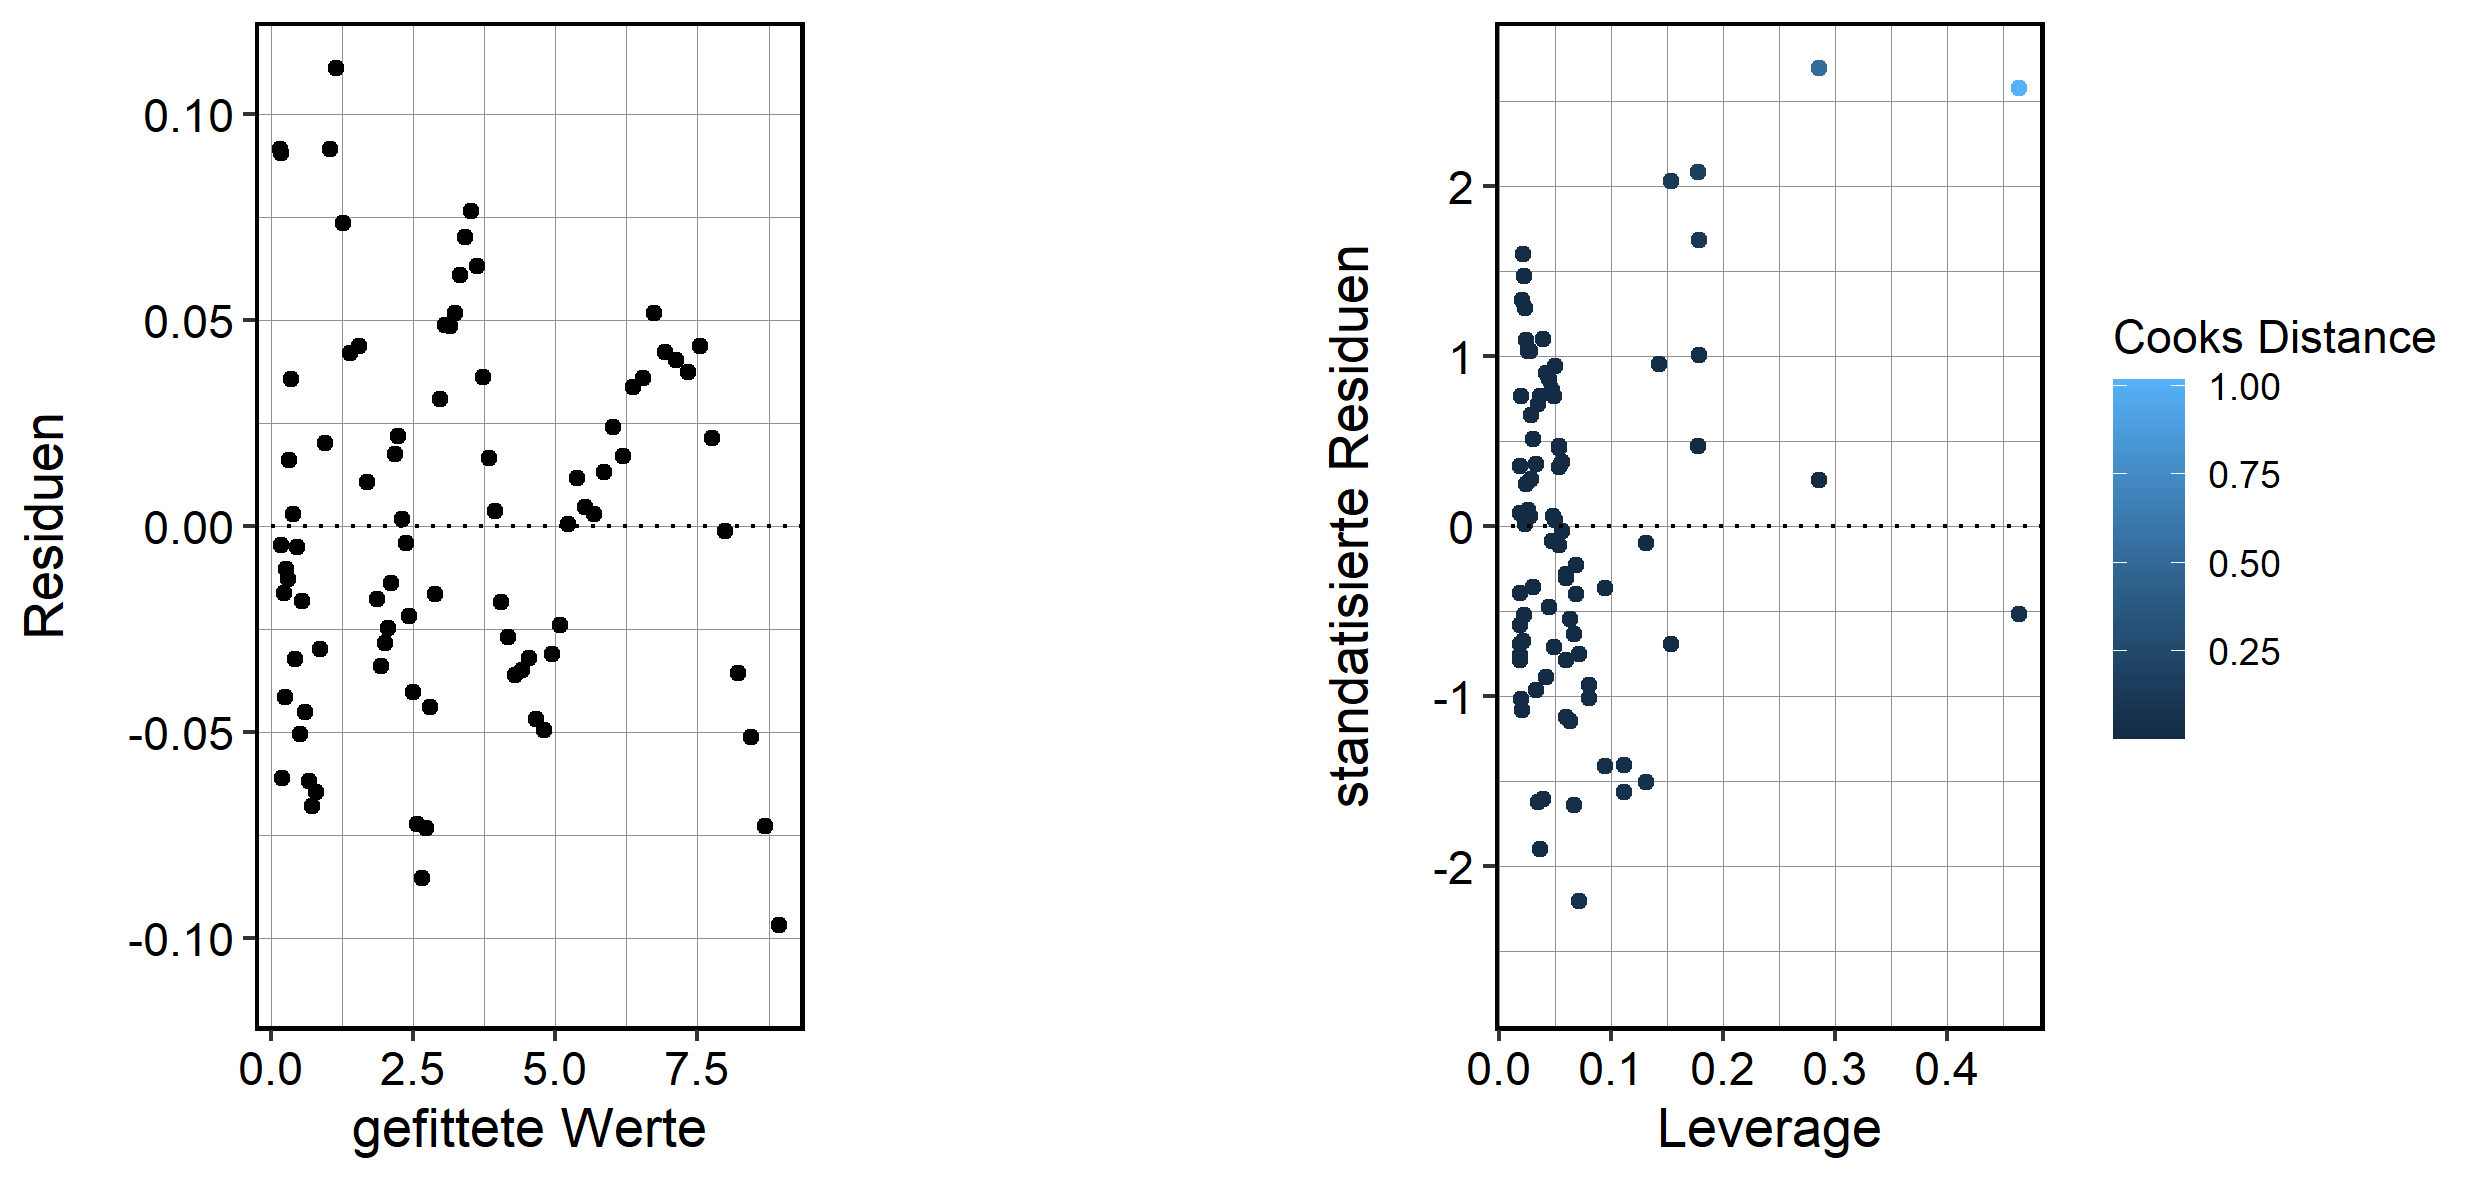 Residuen
0.10
0.05
0.00
-0.05
-0.10
0.0 2.5 5.0 7.5
gefittete Werte
standatisierte Residuen
2
1
0
-1
-2
0.0 0.1 0.2 0.3 0.4
Leverage
Cooks Distance
1.00
0.75
0.50
0.25